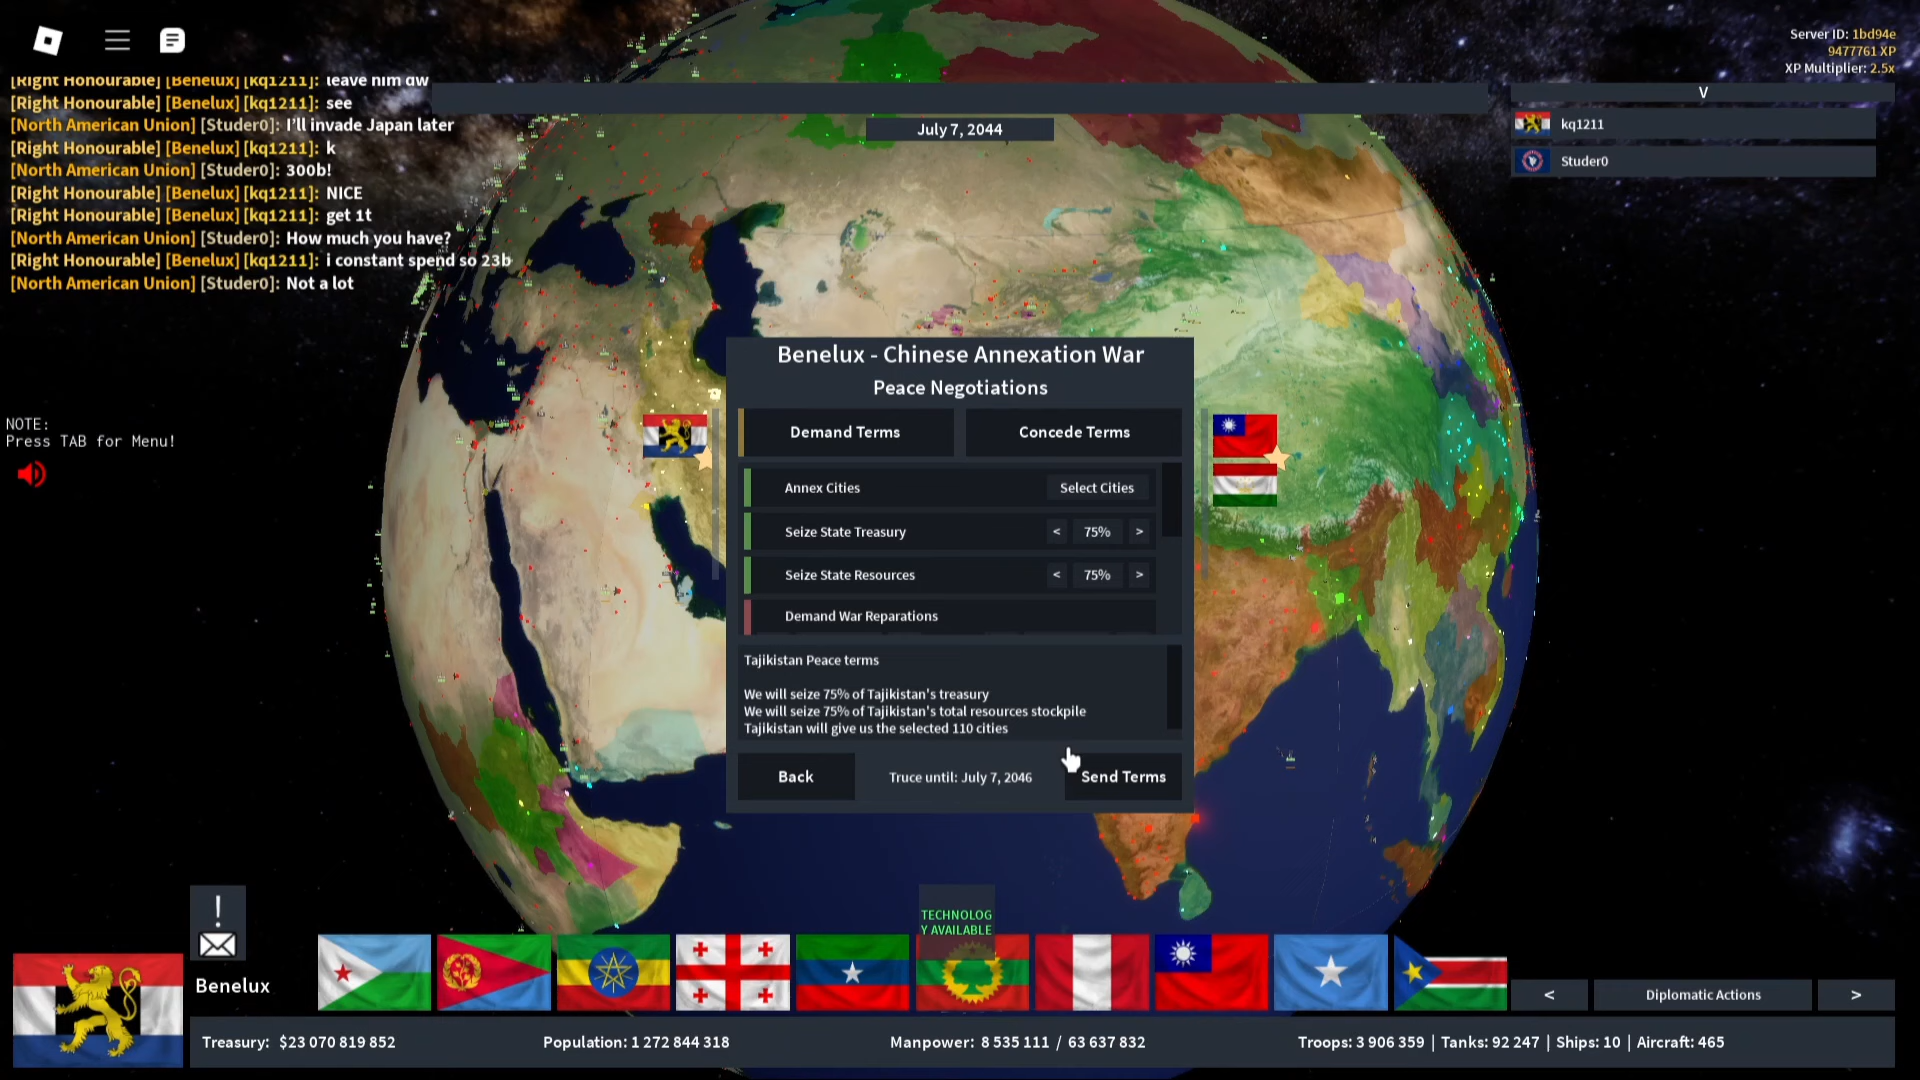 Server ID: 1bd94e
9477761 XP
XP Multiplier: 2.5x
[Right Honourable] [Benelux] [kq1211]: leave him dw
[Right Honourable] [Benelux] [kq1211]: see
[North American Union] [Studer0]: I'll invade Japan later
[Right Honourable] [Benelux] [kq1211]: k
[North American Union] [Studer0]: 300b!
[Right Honourable] [Benelux] [kq1211]: NICE
[Right Honourable] [Benelux] [kq1211]: get 1t
[North American Union] [Studer0]: How much you have?
[Right Honourable] [Benelux] [kq1211]: i constant spend so 23b
[North American Union] [Studer0]: Not a lot
July 7, 2044
V
kq1211
Studer0
NOTE:
Press TAB for Menu!
Benelux - Chinese Annexation War
Peace Negotiations
Demand Terms
Concede Terms
Annex Cities
Select Cities
Seize State Treasury
< 75% >
Seize State Resources
< 75% >
Demand War Reparations
Tajikistan Peace terms
We will seize 75% of Tajikistan's treasury
We will seize 75% of Tajikistan's total resources stockpile
Tajikistan will give us the selected 110 cities
Back
Truce until: July 7, 2046
Send Terms
!
TECHNOLOG
Y AVAILABLE
Benelux
< Diplomatic Actions >
Treasury: $23 070 819 852
Population: 1 272 844 318
Manpower: 8 535 111 / 63 637 832
Troops: 3 906 359 | Tanks: 92 247 | Ships: 10 | Aircraft: 465